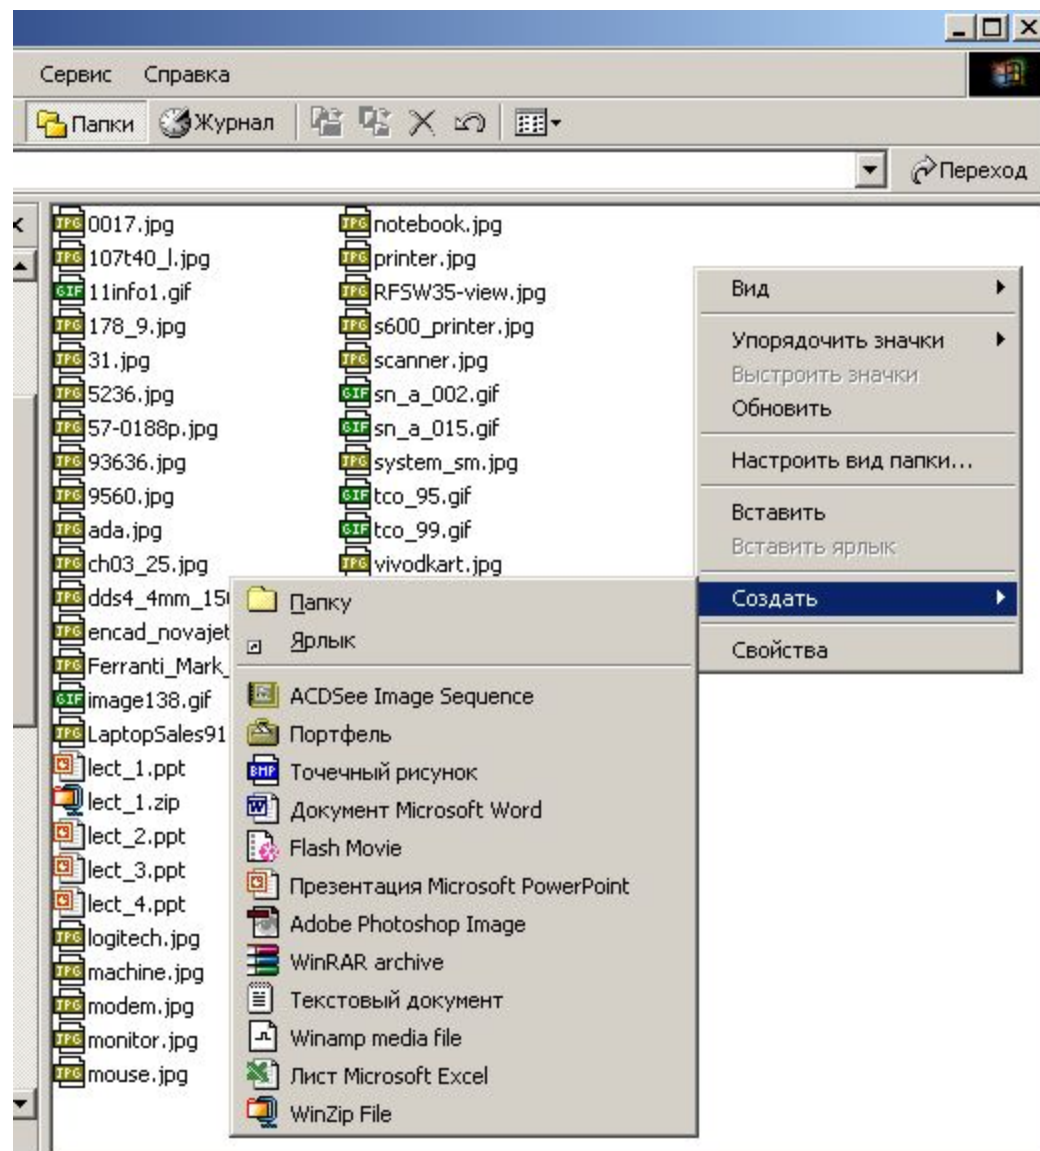 Сервис Справка
Папки Журнал
Переход
0017.jpg
107t40_l.jpg
11info1.gif
178_9.jpg
31.jpg
5236.jpg
57-0188p.jpg
93636.jpg
9560.jpg
ada.jpg
ch03_25.jpg
dds4_4mm_15
encad_novajet
Ferranti_Mark_
image138.gif
LaptopSales91
lect_1.ppt
lect_1.zip
lect_2.ppt
lect_3.ppt
lect_4.ppt
logitech.jpg
machine.jpg
modem.jpg
monitor.jpg
mouse.jpg
notebook.jpg
printer.jpg
RFSW35-view.jpg
s600_printer.jpg
scanner.jpg
sn_a_002.gif
sn_a_015.gif
system_sm.jpg
tco_95.gif
tco_99.gif
vivodkart.jpg
Вид
Упорядочить значки
Выстроить значки
Обновить
Настроить вид папки...
Вставить
Вставить ярлык
Создать
Свойства
Папку
Ярлык
ACDSee Image Sequence
Портфель
Точечный рисунок
Документ Microsoft Word
Flash Movie
Презентация Microsoft PowerPoint
Adobe Photoshop Image
WinRAR archive
Текстовый документ
Winamp media file
Лист Microsoft Excel
WinZip File